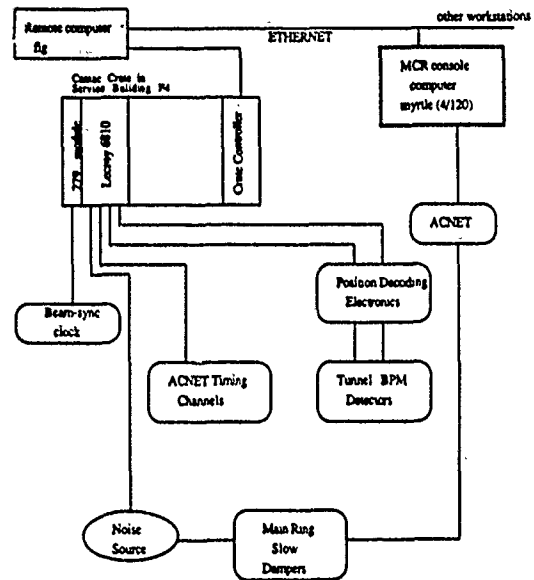 other workstations
Remote computer
fig
ETHERNET
MCR console
computer
myrtle (4/120)
Camac Crate in
Service Building F4
279 module
Lecroy 6810
Crate Controller
ACNET
Position Decoding
Electronics
Beam-sync
clock
ACNET Timing
Channels
Tunnel BPM
Detectors
Noise
Source
Main Ring
Slow
Dampers